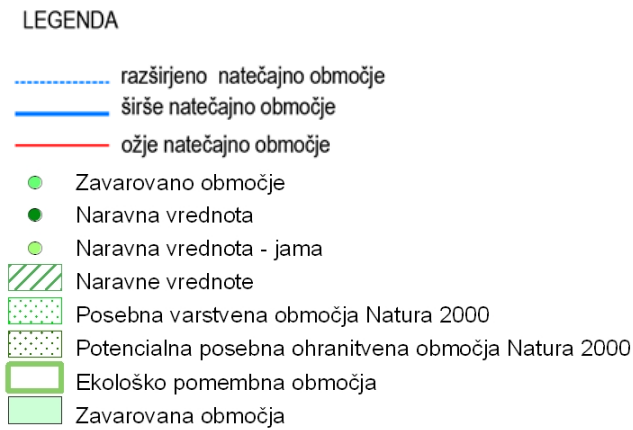 LEGENDA
razširjeno natečajno območje
širše natečajno območje
ožje natečajno območje
Zavarovano območje
Naravna vrednota
Naravna vrednota - jama
Naravne vrednote
Posebna varstvena območja Natura 2000
Potencialna posebna ohranitvena območja Natura 2000
Ekološko pomembna območja
Zavarovana območja